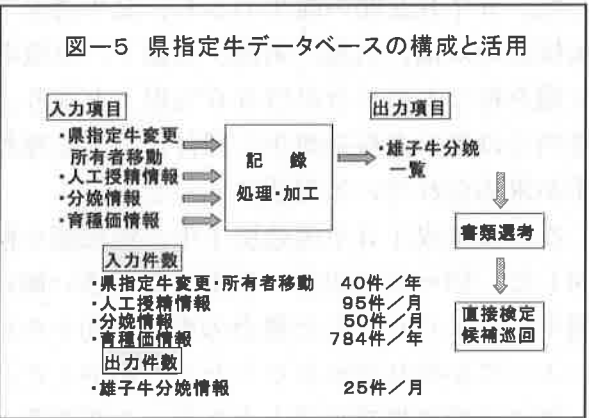 図－5 県指定牛データベースの構成と活用
入力項目
・県指定牛変更
所有者移動
・人工授精情報
・分娩情報
・育種価情報
記録
処理・加工
出力項目
・雄子牛分娩
一覧
書類選考
直接検定
候補巡回
入力件数
・県指定牛変更・所有者移動 40件／年
・人工授精情報 95件／月
・分娩情報 50件／月
・育種価情報 784件／年
出力件数
・雄子牛分娩情報 25件／月